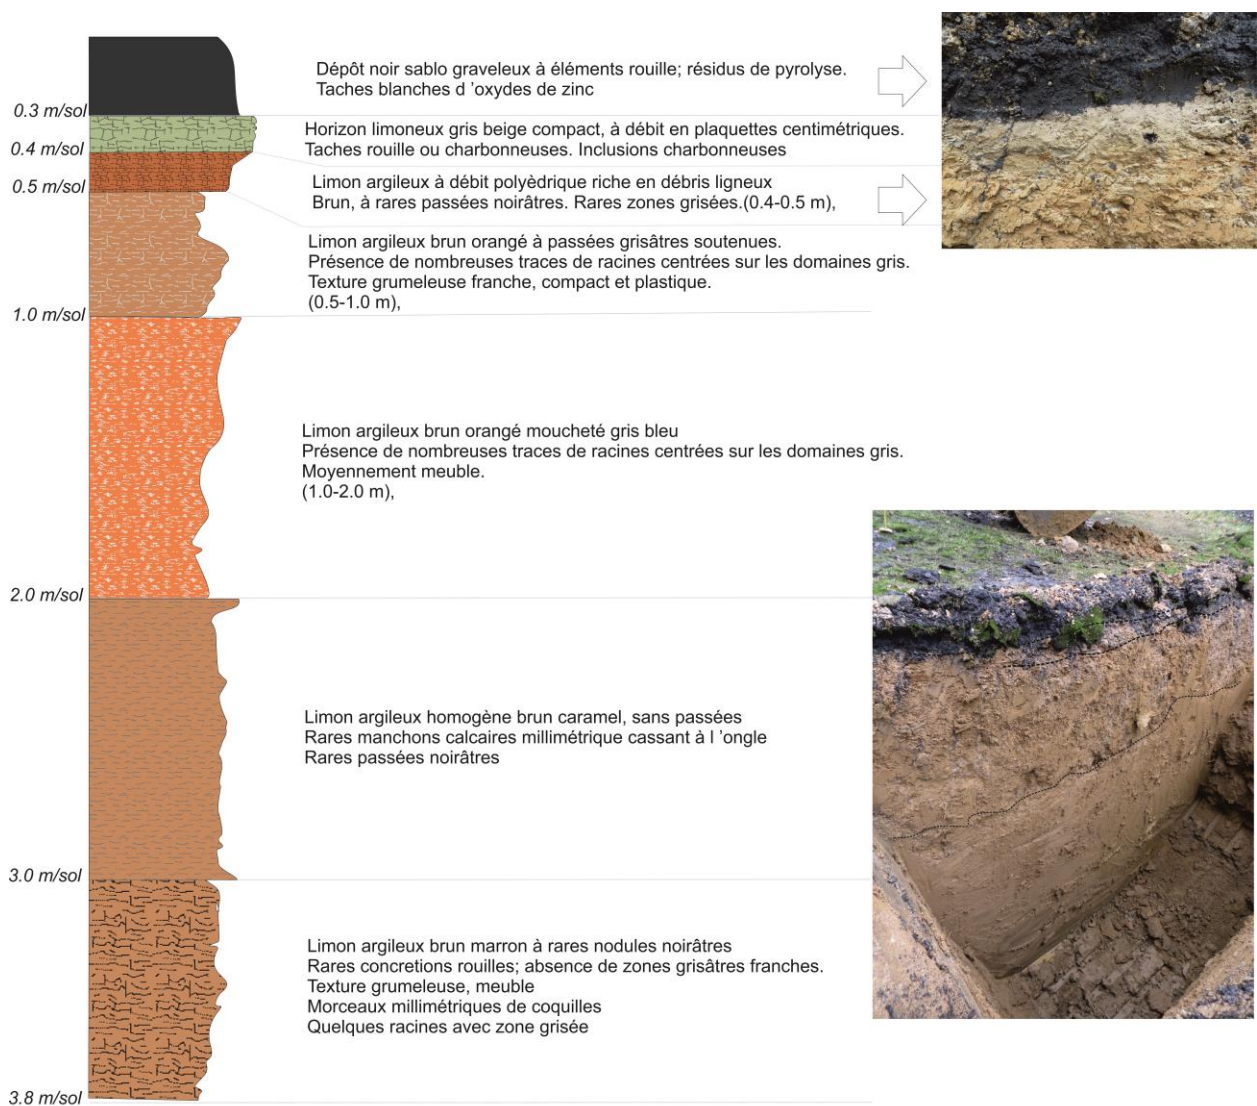 Dépôt noir sablo graveleux à éléments rouille; résidus de pyrolyse.
Taches blanches d 'oxydes de zinc
0.3 m/sol
Horizon limoneux gris beige compact, à débit en plaquettes centimétriques.
Taches rouille ou charbonneuses. Inclusions charbonneuses
0.4 m/sol
Limon argileux à débit polyèdrique riche en débris ligneux
Brun, à rares passées noirâtres. Rares zones grisées.(0.4-0.5 m),
0.5 m/sol
Limon argileux brun orangé à passées grisâtres soutenues.
Présence de nombreuses traces de racines centrées sur les domaines gris.
Texture grumeleuse franche, compact et plastique.
(0.5-1.0 m),
1.0 m/sol
Limon argileux brun orangé moucheté gris bleu
Présence de nombreuses traces de racines centrées sur les domaines gris.
Moyennement meuble.
(1.0-2.0 m),
2.0 m/sol
Limon argileux homogène brun caramel, sans passées
Rares manchons calcaires millimétrique cassant à l 'ongle
Rares passées noirâtres
3.0 m/sol
Limon argileux brun marron à rares nodules noirâtres
Rares concretions rouilles; absence de zones grisâtres franches.
Texture grumeleuse, meuble
Morceaux millimétriques de coquilles
Quelques racines avec zone grisée
3.8 m/sol